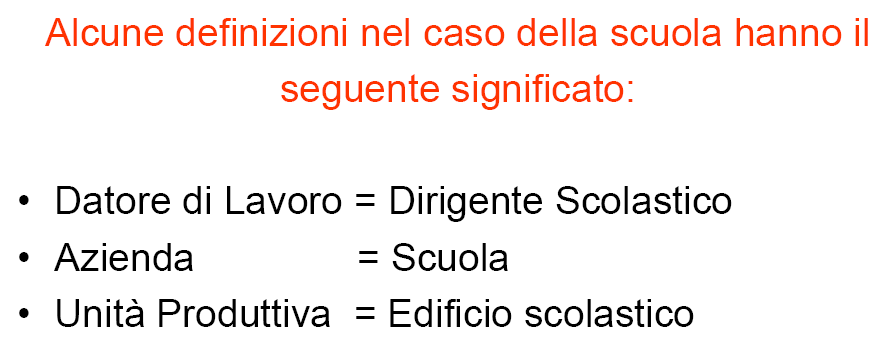 Alcune definizioni nel caso della scuola hanno il
seguente significato:
• Datore di Lavoro = Dirigente Scolastico
• Azienda = Scuola
• Unità Produttiva = Edificio scolastico